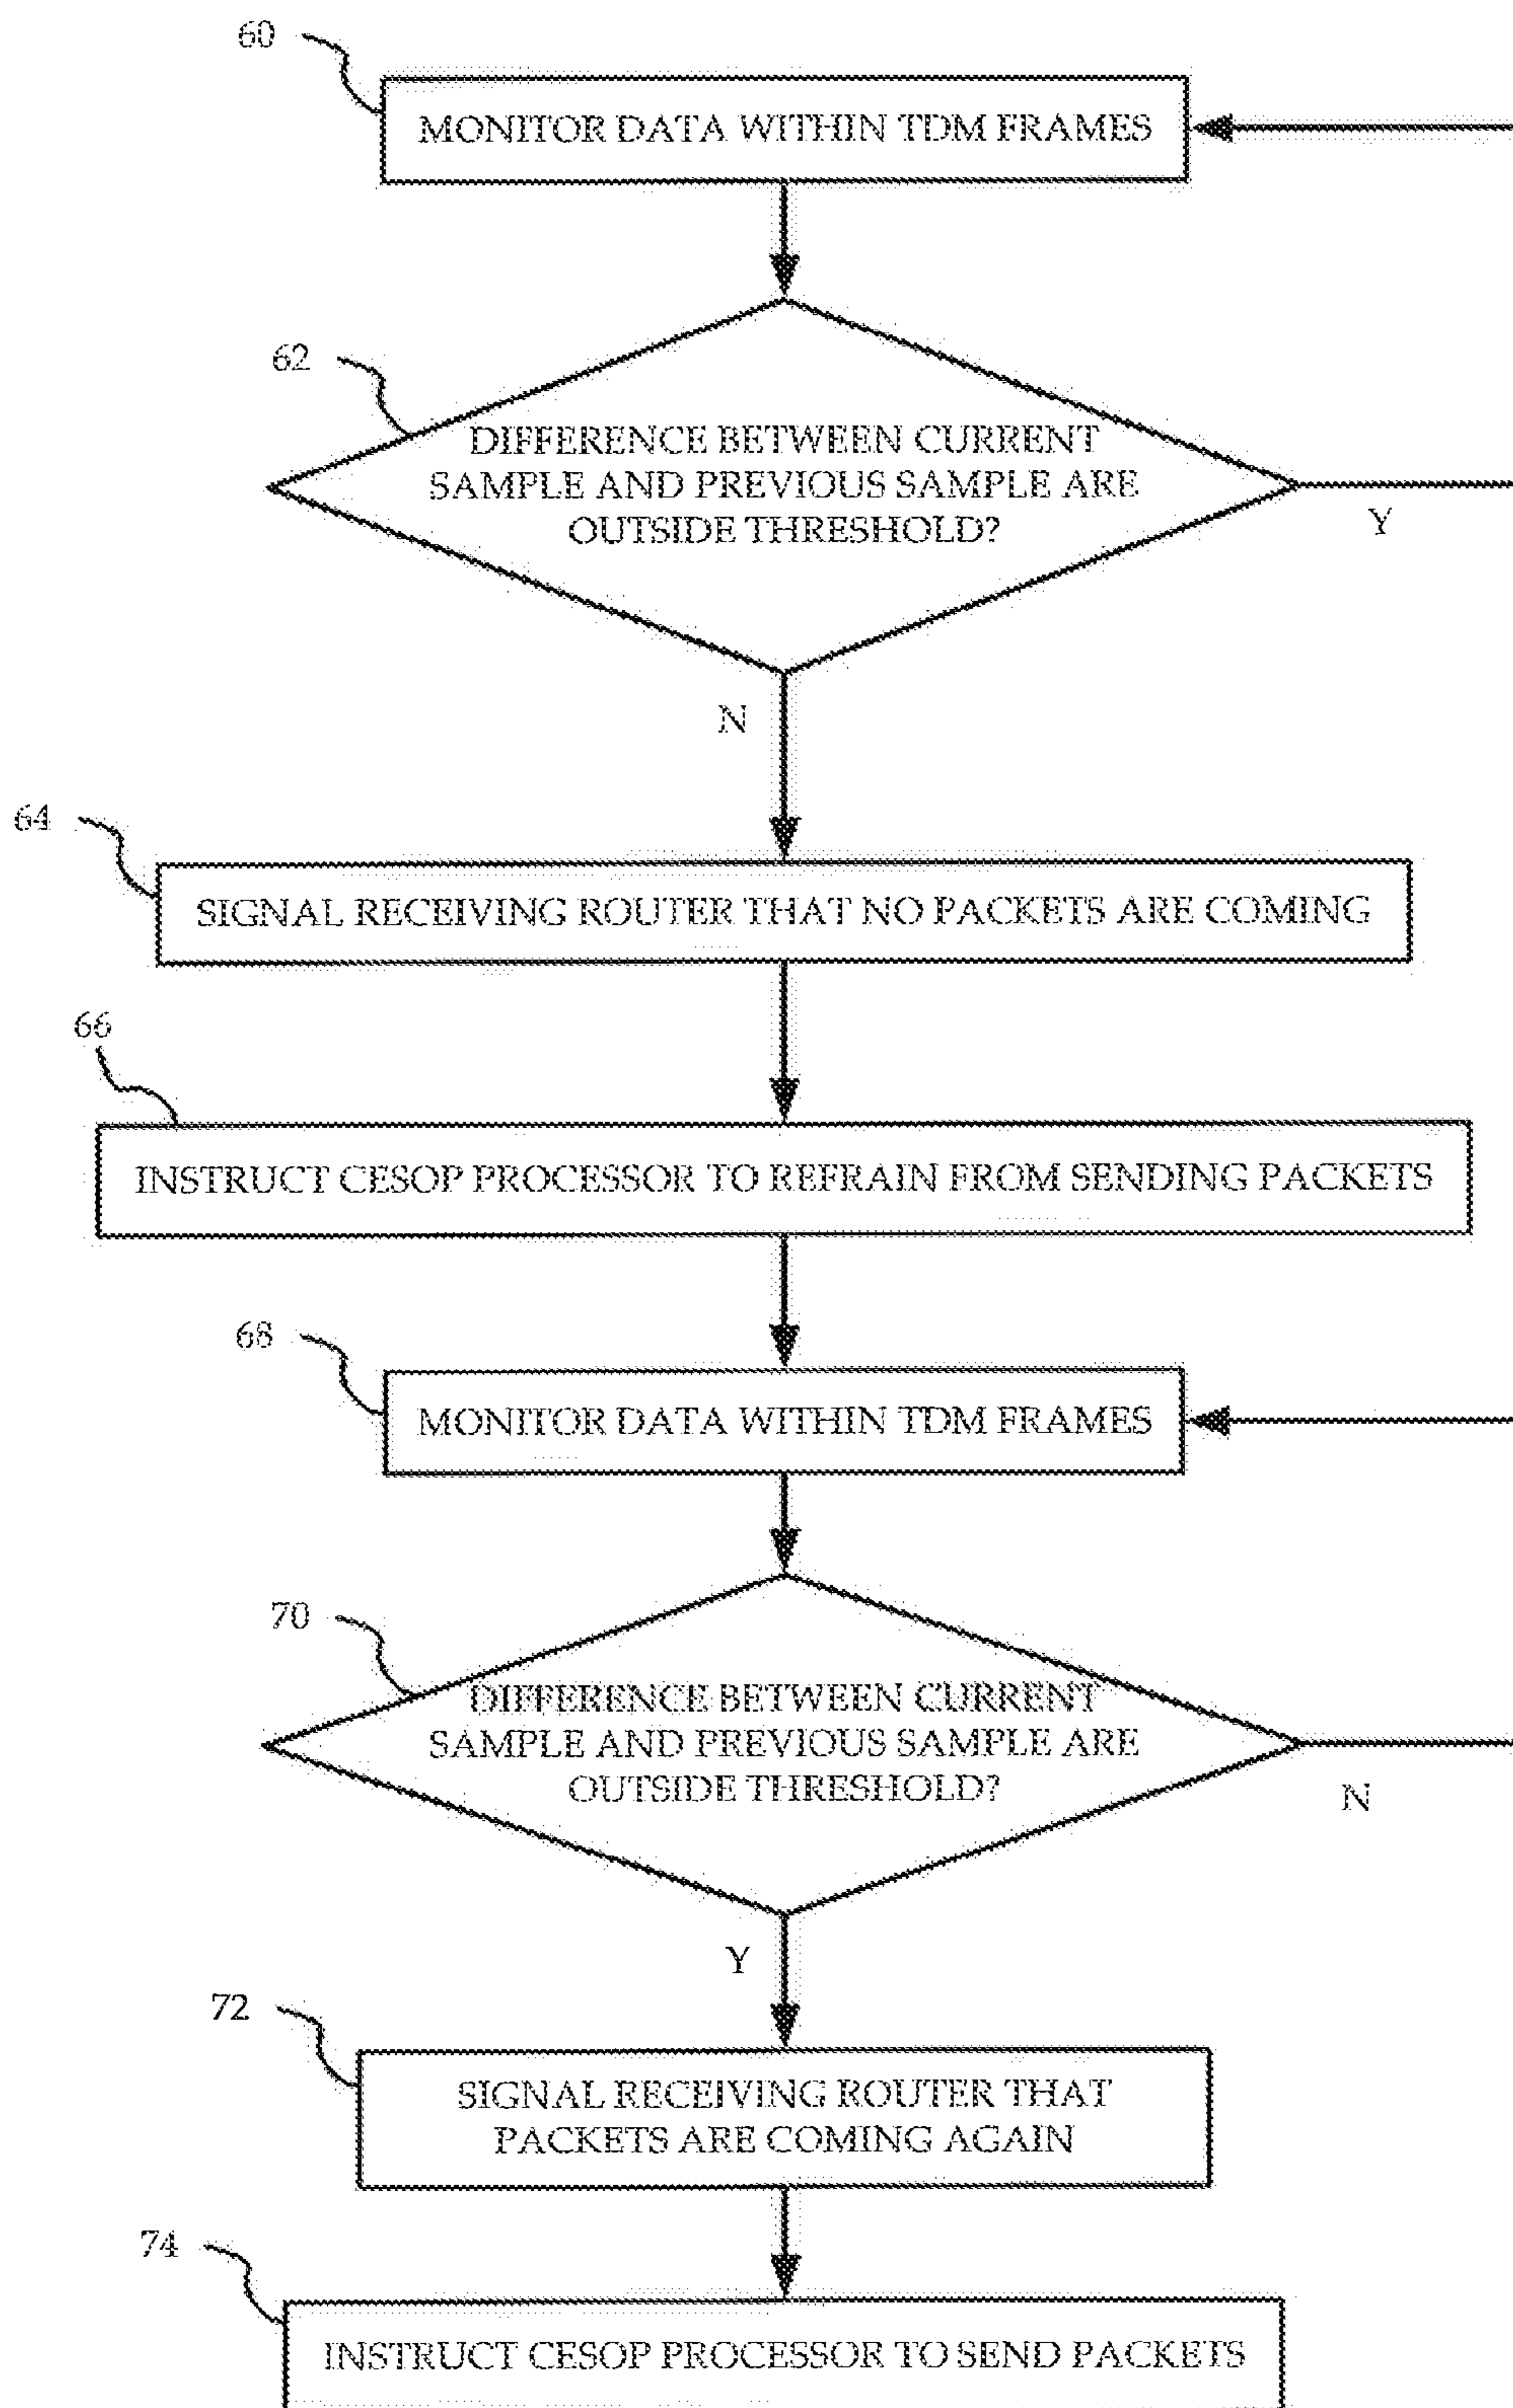 60
MONITOR DATA WITHIN TDM FRAMES
62
DIFFERENCE BETWEEN CURRENT
SAMPLE AND PREVIOUS SAMPLE ARE
OUTSIDE THRESHOLD?
Y
N
64
SIGNAL RECEIVING ROUTER THAT NO PACKETS ARE COMING
66
INSTRUCT CESOP PROCESSOR TO REFRAIN FROM SENDING PACKETS
68
MONITOR DATA WITHIN TDM FRAMES
70
DIFFERENCE BETWEEN CURRENT
SAMPLE AND PREVIOUS SAMPLE ARE
OUTSIDE THRESHOLD?
N
Y
72
SIGNAL RECEIVING ROUTER THAT
PACKETS ARE COMING AGAIN
74
INSTRUCT CESOP PROCESSOR TO SEND PACKETS